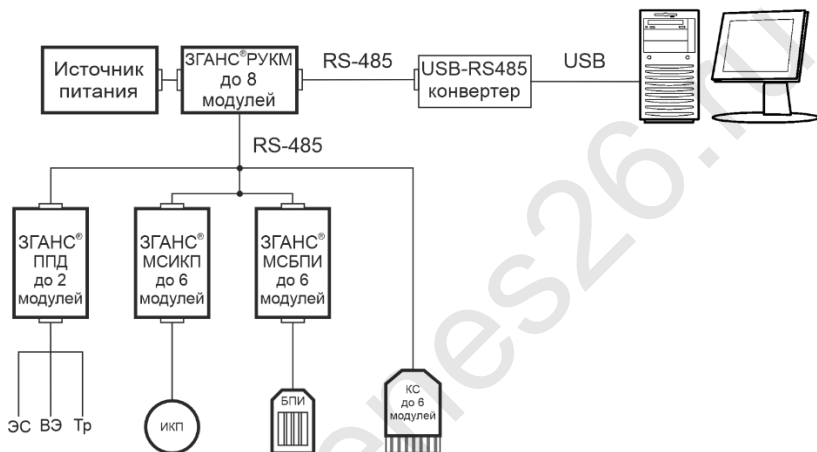 Источник
питания
ЗГАНС® РУКМ
до 8
модулей
RS-485
USB-RS485
конвертер
USB
RS-485
ЗГАНС®
ППД
до 2
модулей
ЗГАНС®
МСИКП
до 6
модулей
ЗГАНС®
МСБПИ
до 6
модулей
КС
до 6
модулей
ЭС ВЭ Тр
ИКП
БПИ
enes26.ru